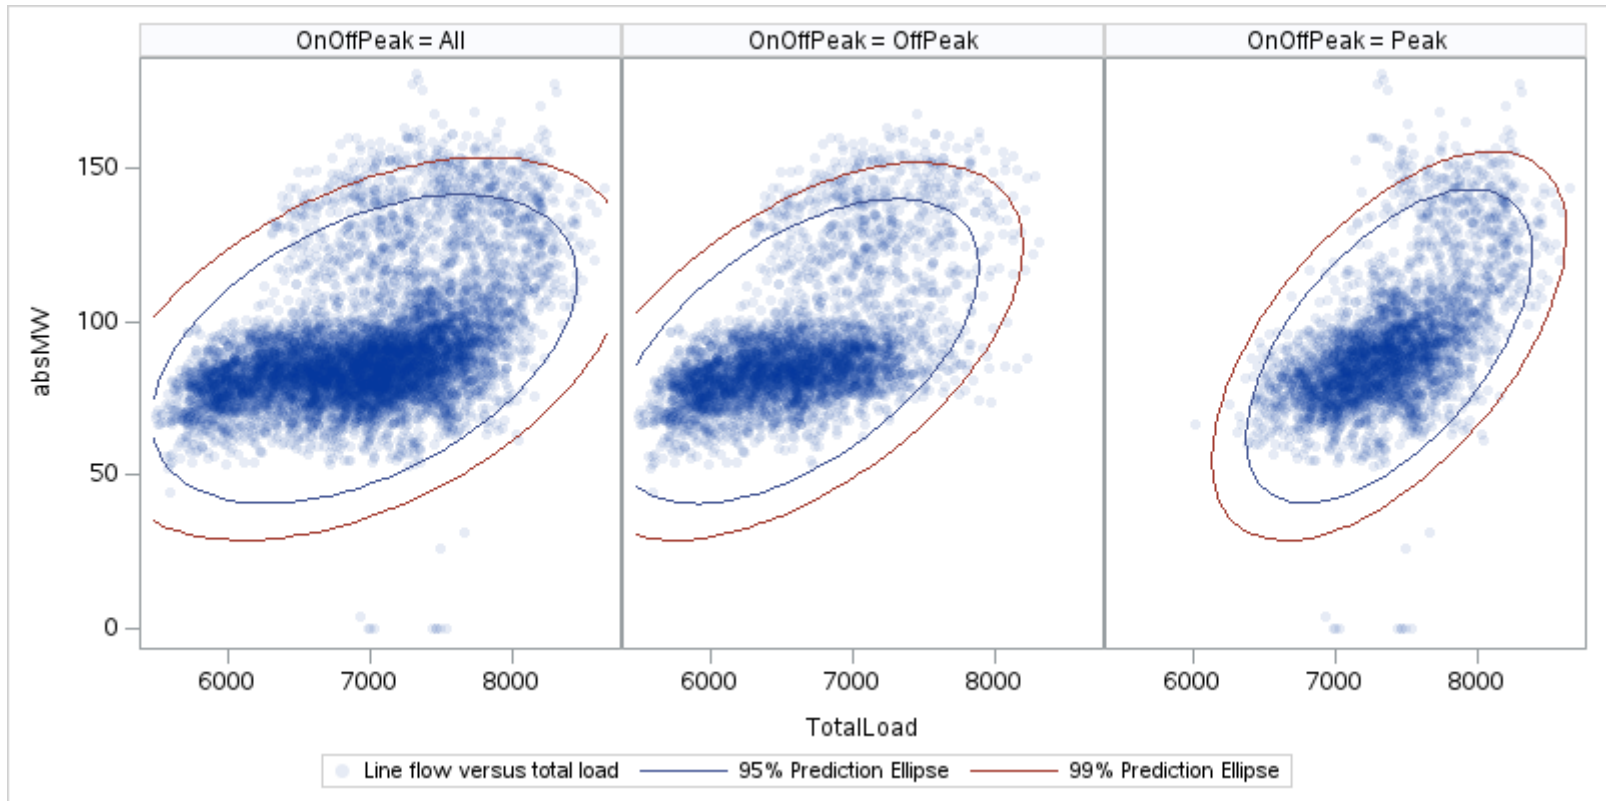 OnOffPeak = All
OnOffPeak = OffPeak
OnOffPeak = Peak
absMW
150
100
50
0
6000 7000 8000
6000 7000 8000
6000 7000 8000
TotalLoad
Line flow versus total load 95% Prediction Ellipse 99% Prediction Ellipse